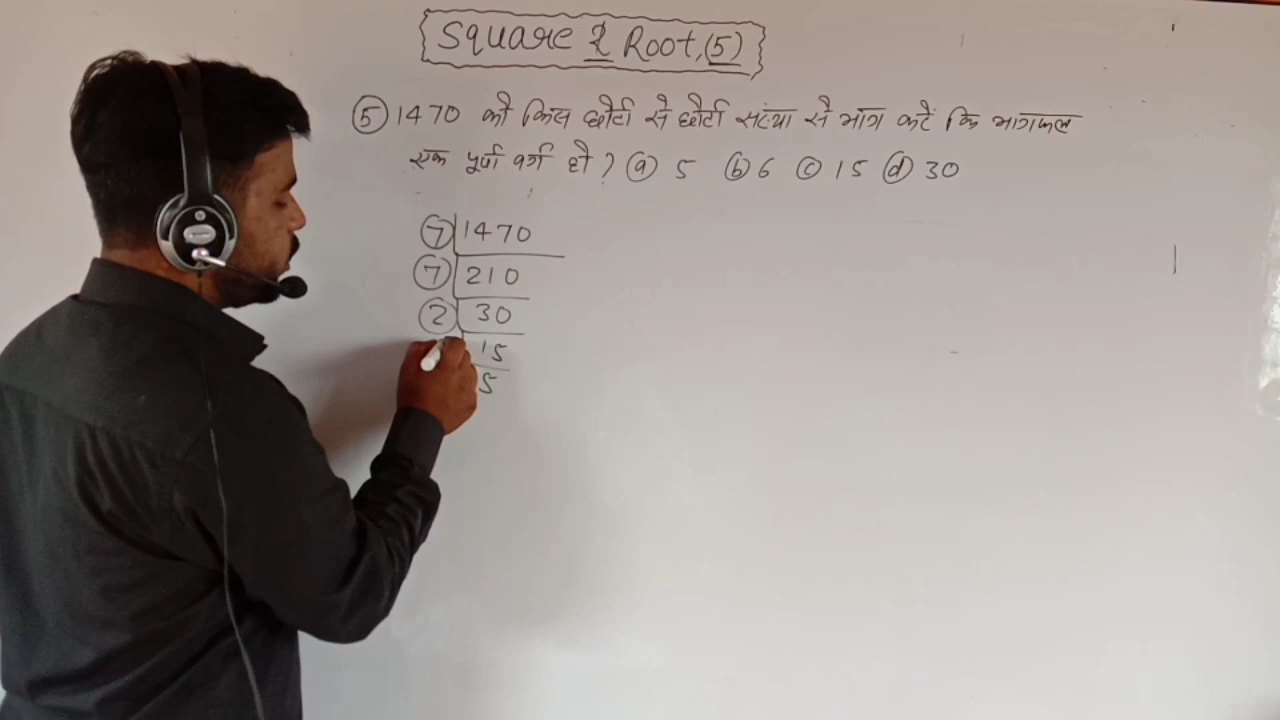 Square & Root,(5)
(5) 1470 को किस छोटी से छोटी संख्या से भाग करें कि भागफल
एक पूर्ण वर्ग हो? (a) 5 (b) 6 (c) 15 (d) 30
7 1470
7 210
2 30
15
5